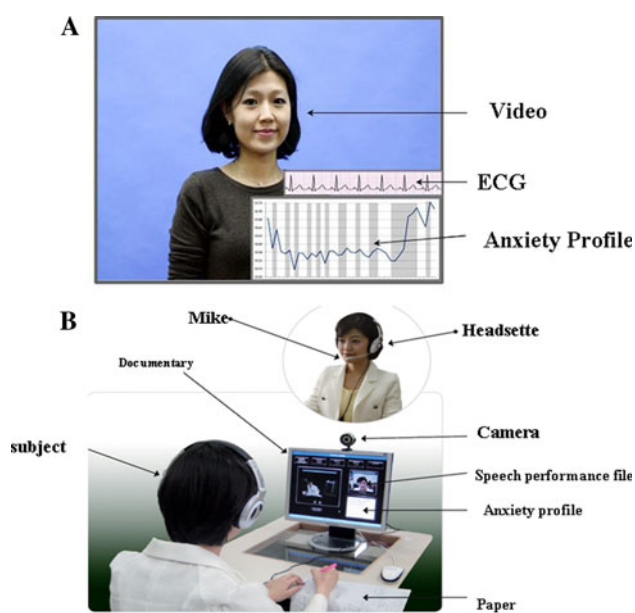 A
Video
ECG
Anxiety Profile
B
Mike
Headsette
Documentary
Camera
subject
Speech performance file
Anxiety profile
Paper